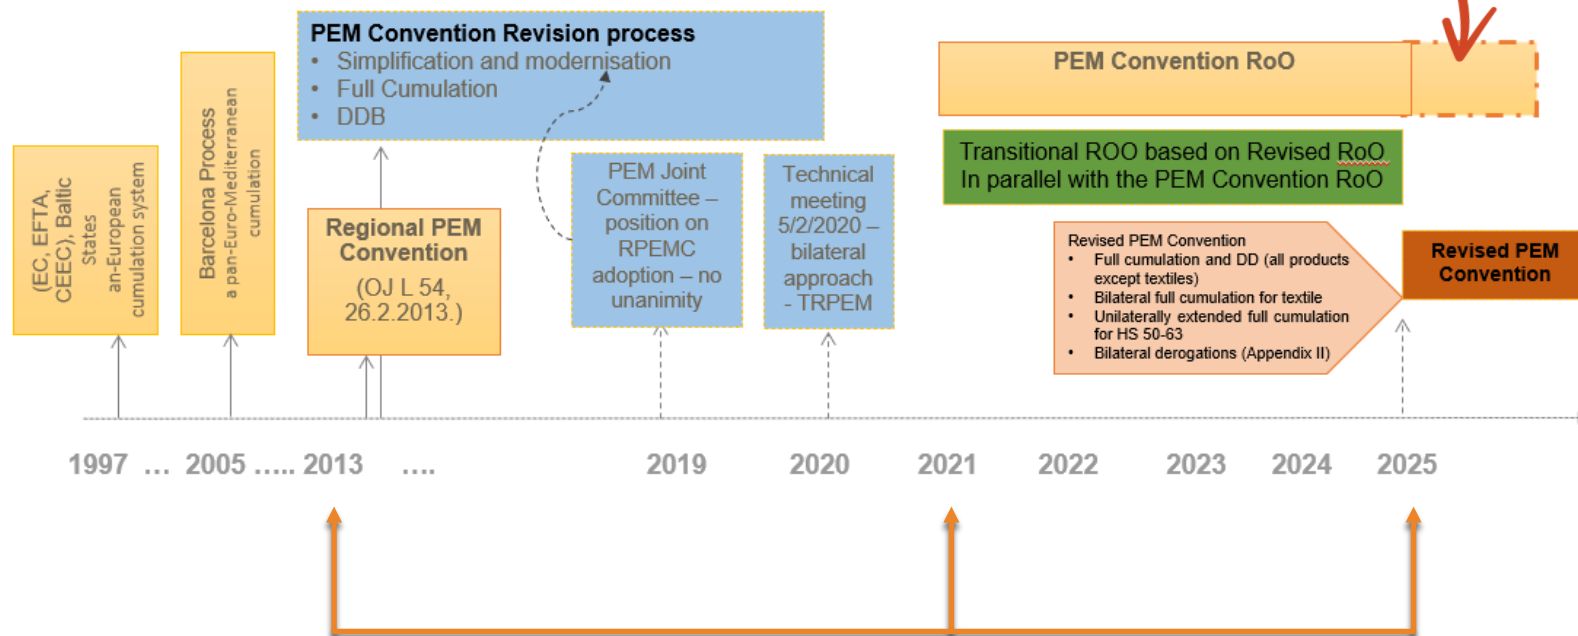 (EC, EFTA,
CEEC), Baltic
States
an-European
cumulation system
Barcelona Process
a pan-Euro-Mediterranean
cumulation
PEM Convention Revision process
• Simplification and modernisation
• Full Cumulation
• DDB
Regional PEM
Convention
(OJ L 54,
26.2.2013.)
PEM Joint
Committee –
position on
RPEMC
adoption – no
unanimity
Technical
meeting
5/2/2020 –
bilateral
approach
- TRPEM
PEM Convention RoO
Transitional ROO based on Revised RoO
In parallel with the PEM Convention RoO
Revised PEM Convention
• Full cumulation and DD (all products
except textiles)
• Bilateral full cumulation for textile
• Unilaterally extended full cumulation
for HS 50-63
• Bilateral derogations (Appendix II)
Revised PEM
Convention
1997 ... 2005 ..... 2013 .... 2019 2020 2021 2022 2023 2024 2025